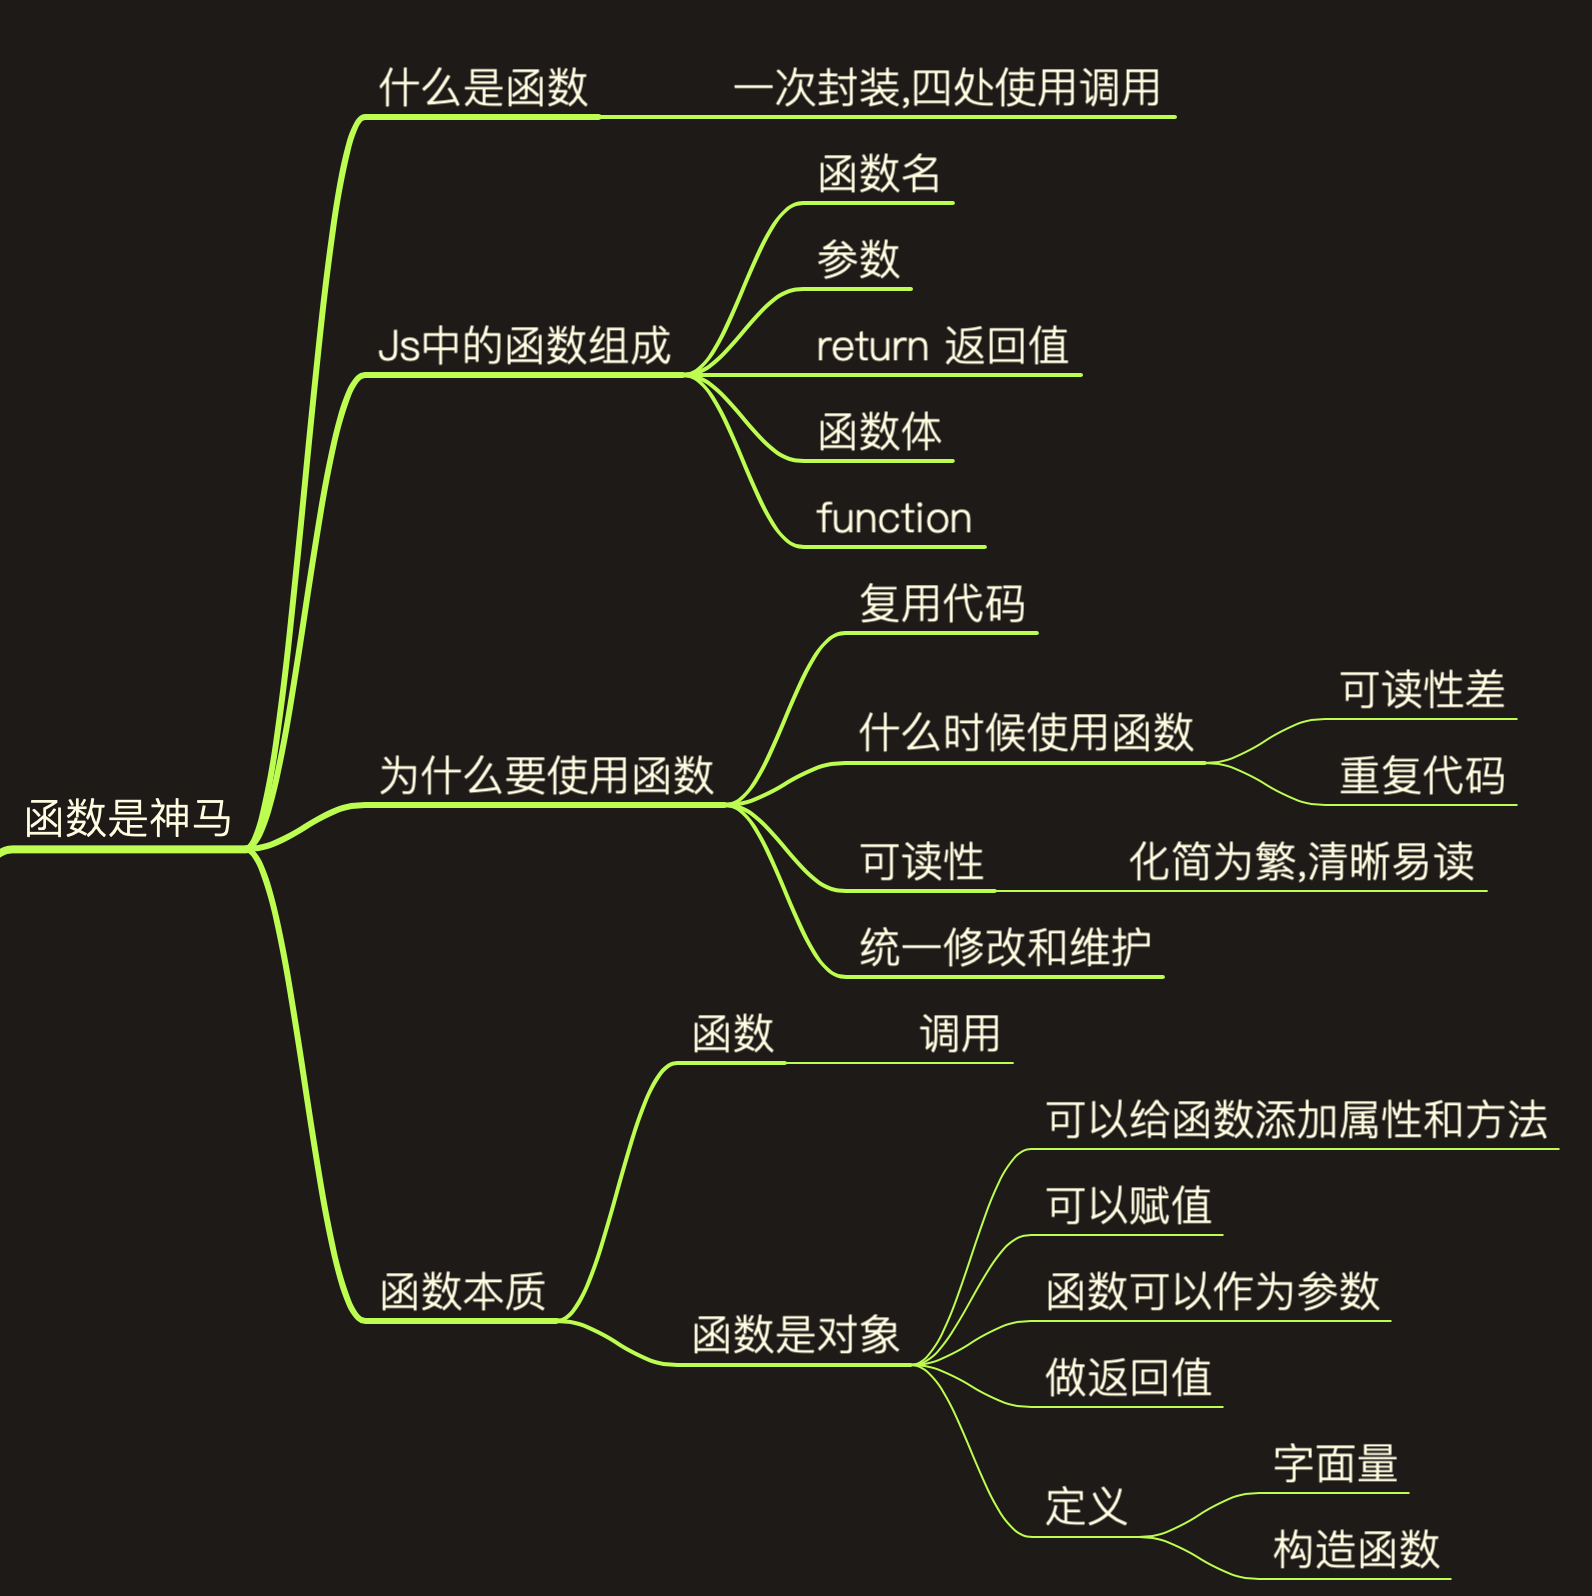 什么是函数
一次封装,四处使用调用
函数名
参数
Js中的函数组成
return 返回值
函数体
function
复用代码
可读性差
什么时候使用函数
重复代码
为什么要使用函数
函数是神马
可读性
化简为繁,清晰易读
统一修改和维护
函数
调用
可以给函数添加属性和方法
可以赋值
函数本质
函数可以作为参数
函数是对象
做返回值
字面量
定义
构造函数